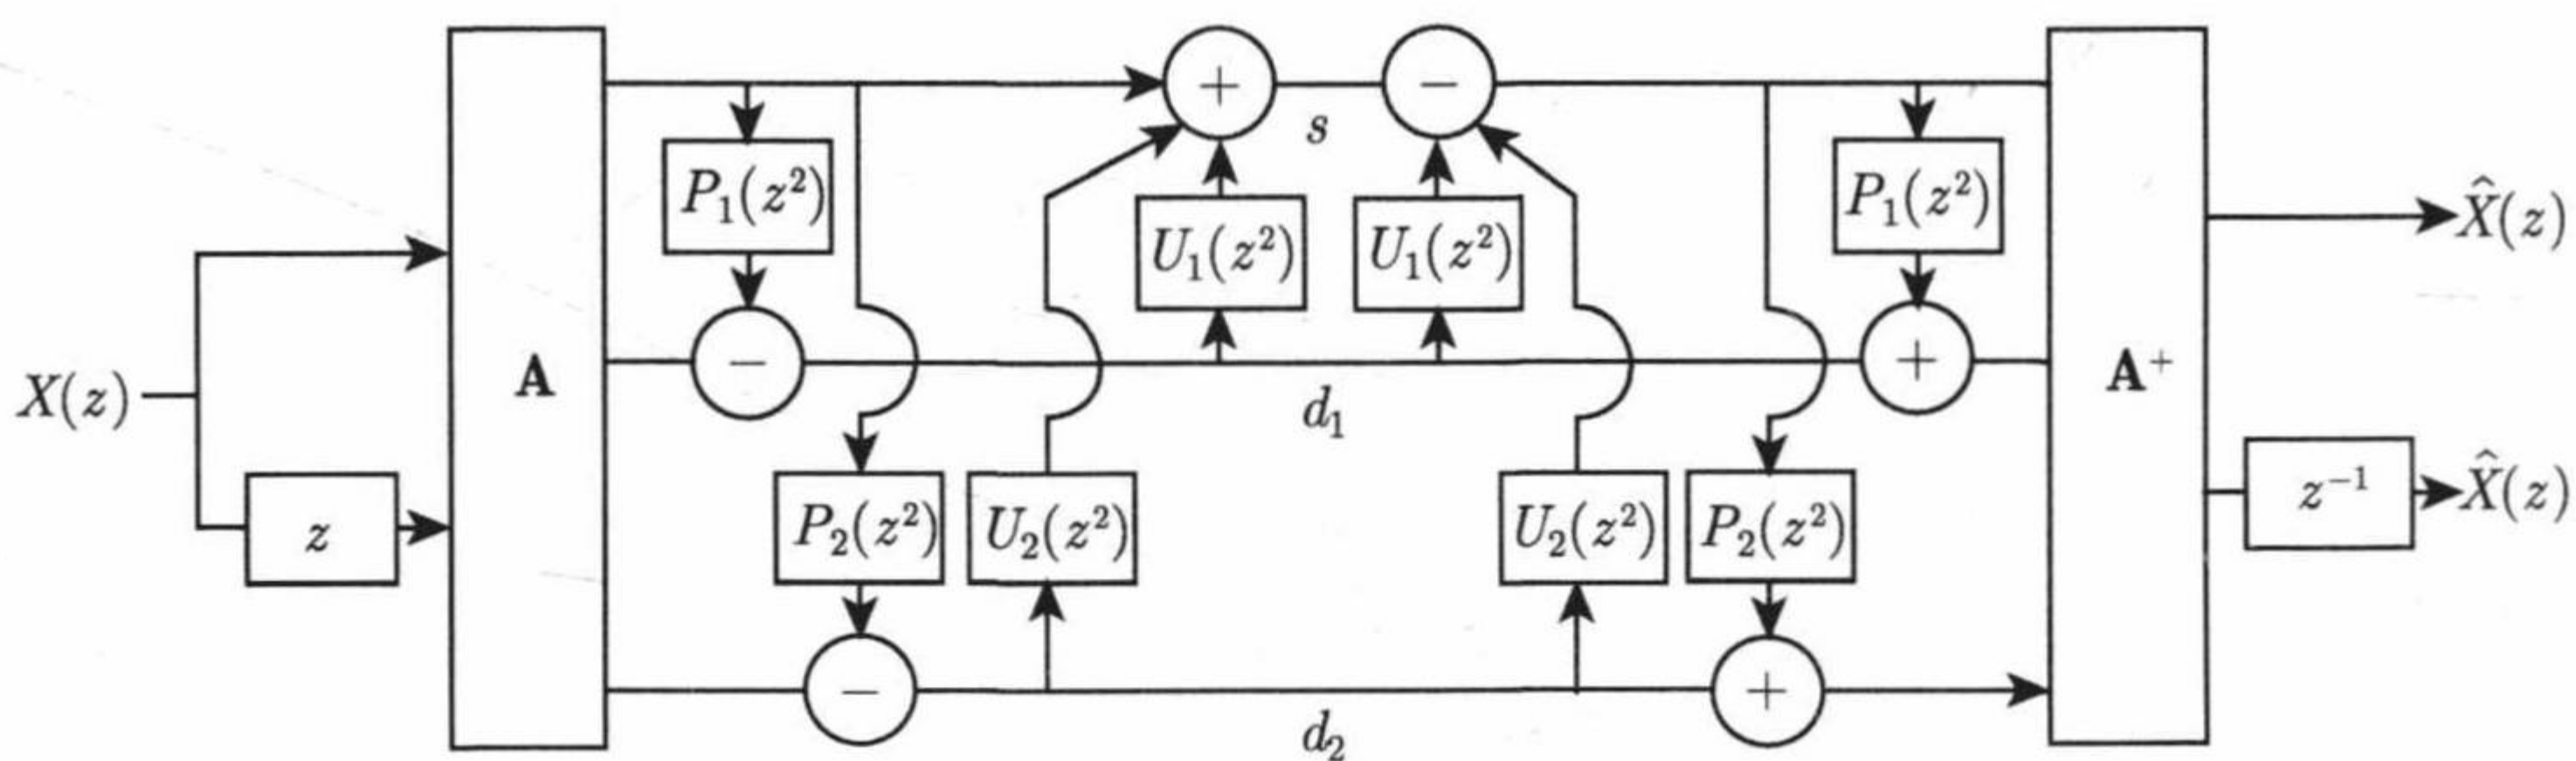 X(z)
z
A
P₁(z²)
P₂(z²)
U₂(z²)
+
U₁(z²)
s
−
U₁(z²)
−
d₁
−
d₂
U₂(z²)
P₂(z²)
+
P₁(z²)
+
A⁺
X̂(z)
z⁻¹
X̂(z)